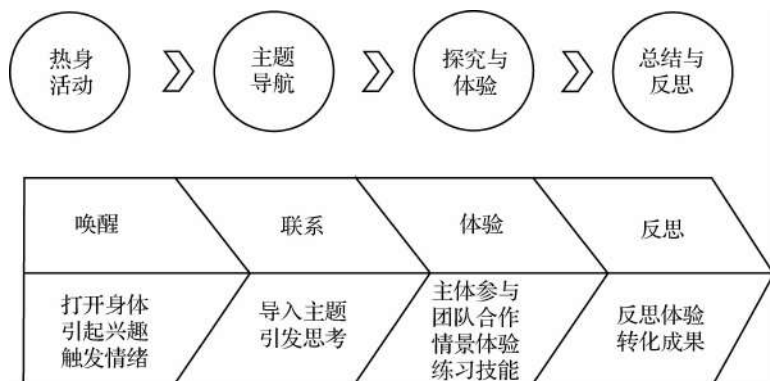 热身
活动
主题
导航
探究与
体验
总结与
反思
唤醒
联系
体验
反思
打开身体
引起兴趣
触发情绪
导入主题
引发思考
主体参与
团队合作
情景体验
练习技能
反思体验
转化成果